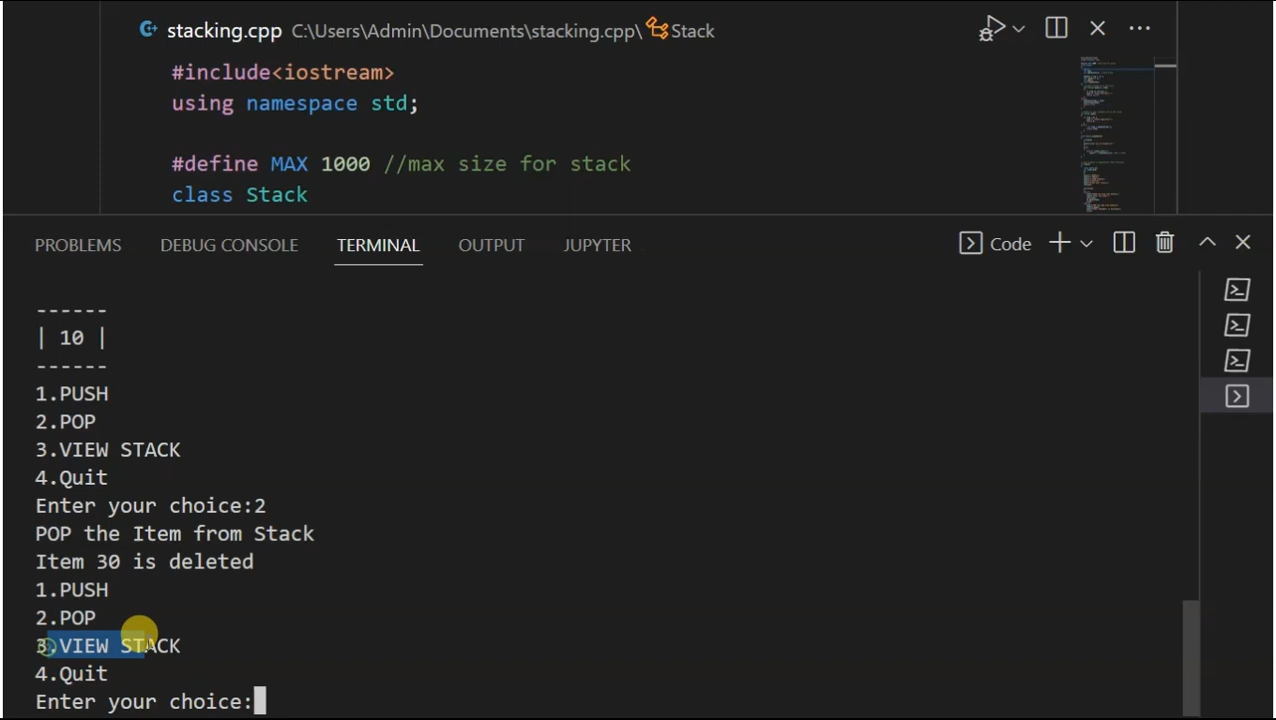 stacking.cpp C:\Users\Admin\Documents\stacking.cpp\ Stack
#include<iostream>
using namespace std;
#define MAX 1000 //max size for stack
class Stack
PROBLEMS DEBUG CONSOLE TERMINAL OUTPUT JUPYTER Code
------
| 10 |
------
1.PUSH
2.POP
3.VIEW STACK
4.Quit
Enter your choice:2
POP the Item from Stack
Item 30 is deleted
1.PUSH
2.POP
3.VIEW STACK
4.Quit
Enter your choice: